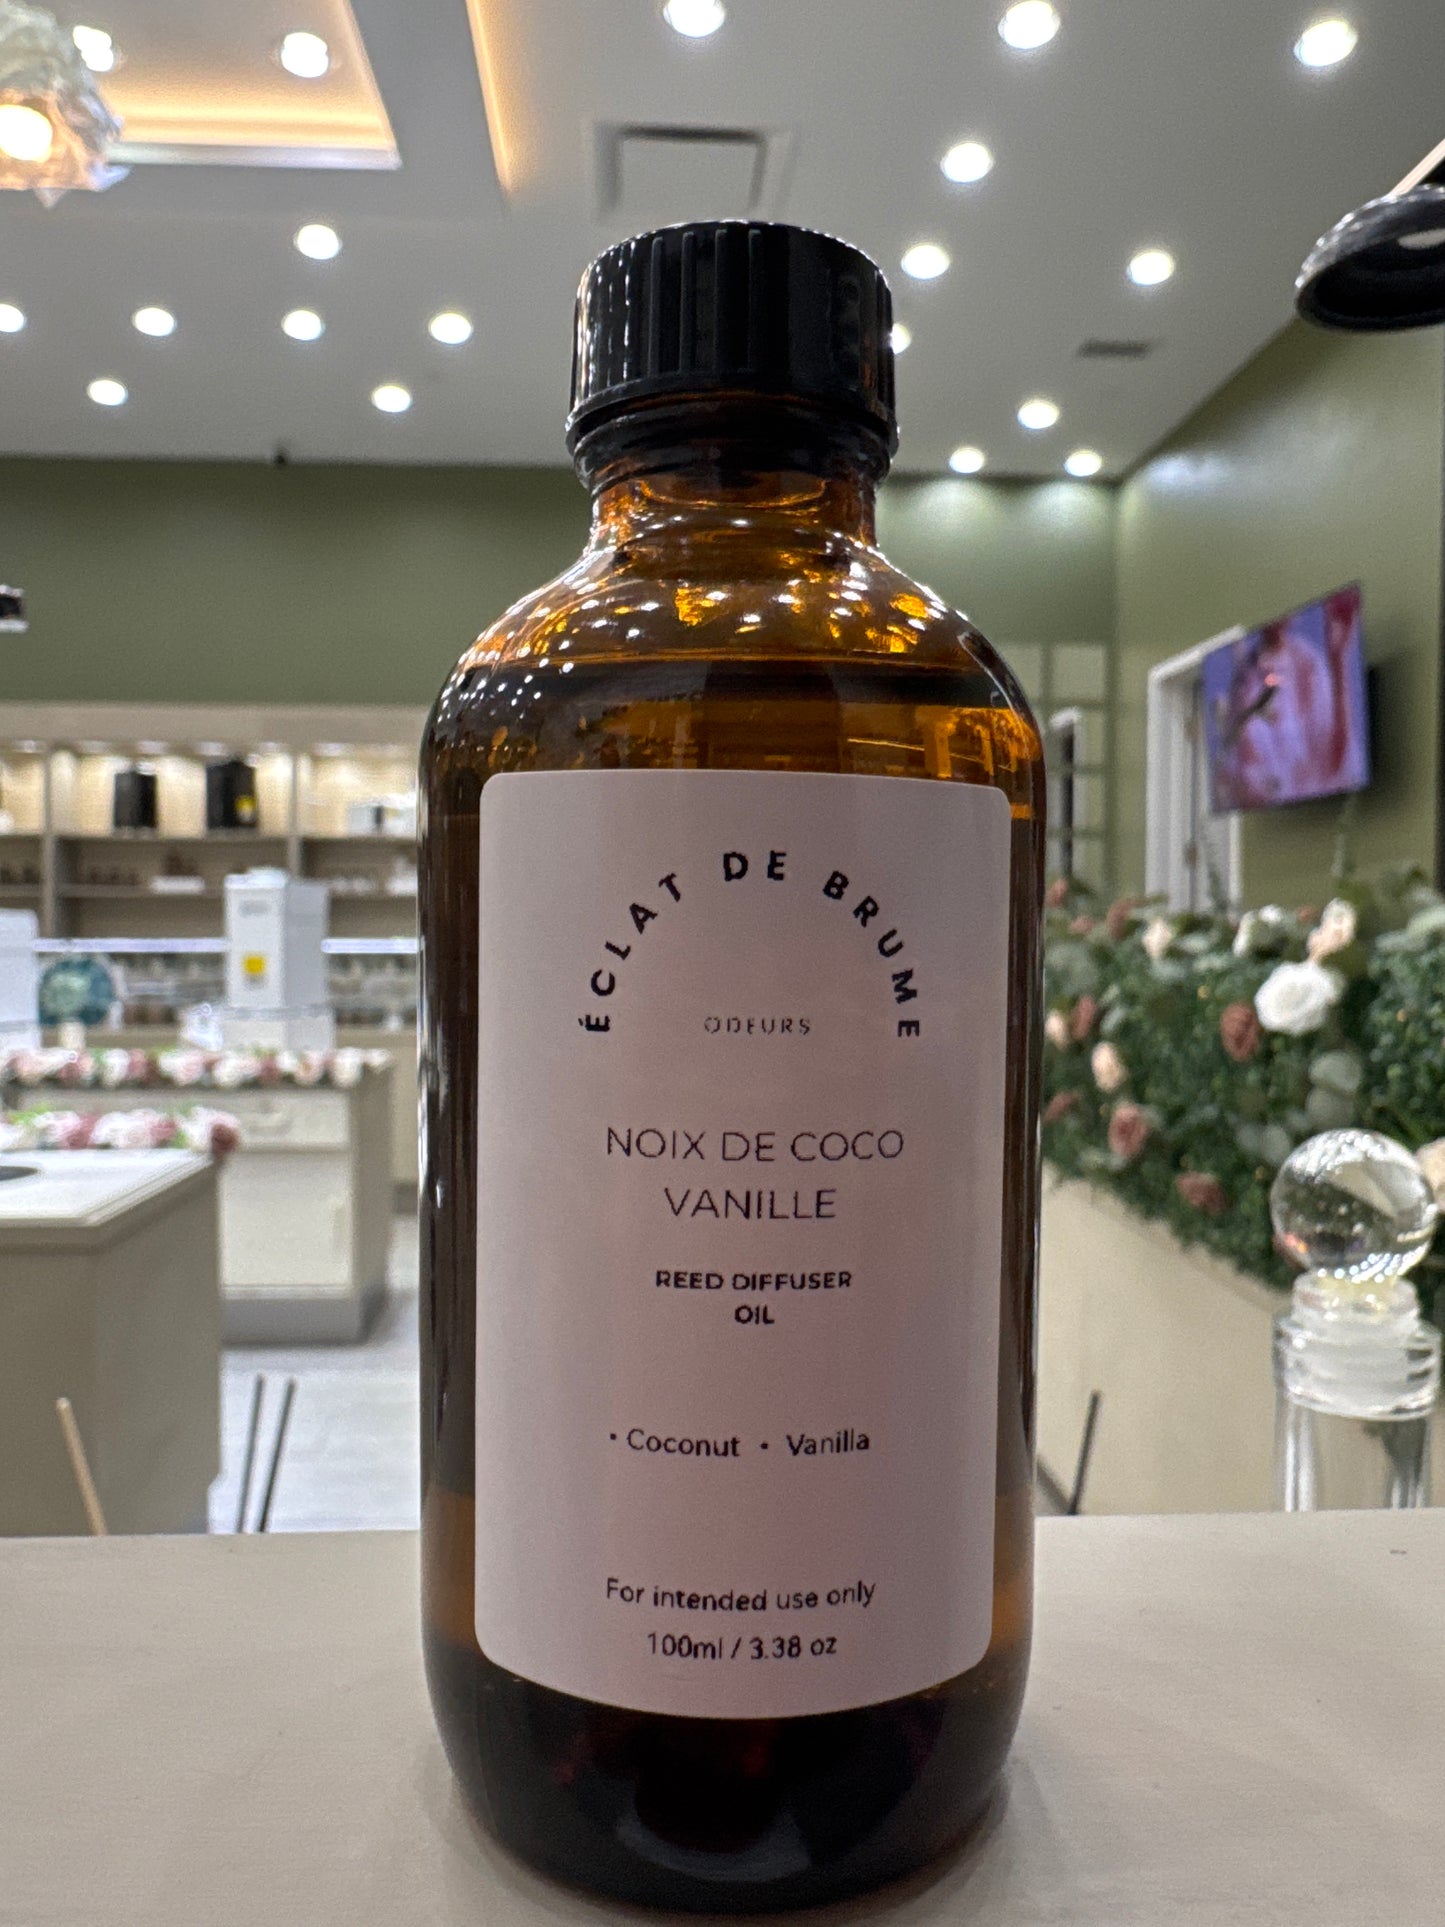 ÉCLAT DE BRUME
ODEURS
NOIX DE COCO
VANILLE
REED DIFFUSER
OIL
• Coconut • Vanilla
For intended use only
100ml / 3.38 oz